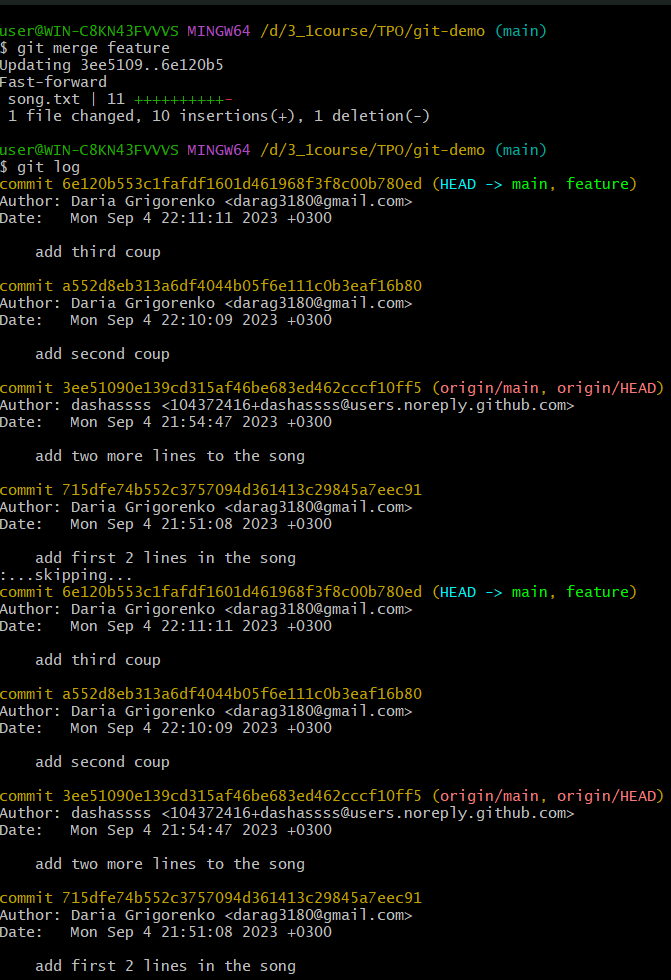 user@WIN-C8KN43FVVVS MINGW64 /d/3_1course/TPO/git-demo (main)
$ git merge feature
Updating 3ee5109..6e120b5
Fast-forward
 song.txt | 11 ++++++++++-
 1 file changed, 10 insertions(+), 1 deletion(-)
user@WIN-C8KN43FVVVS MINGW64 /d/3_1course/TPO/git-demo (main)
$ git log
commit 6e120b553c1fafdf1601d461968f3f8c00b780ed (HEAD -> main, feature)
Author: Daria Grigorenko <darag3180@gmail.com>
Date:   Mon Sep 4 22:11:11 2023 +0300
    add third coup
commit a552d8eb313a6df4044b05f6e111c0b3eaf16b80
Author: Daria Grigorenko <darag3180@gmail.com>
Date:   Mon Sep 4 22:10:09 2023 +0300
    add second coup
commit 3ee51090e139cd315af46be683ed462cccf10ff5 (origin/main, origin/HEAD)
Author: dashassss <104372416+dashassss@users.noreply.github.com>
Date:   Mon Sep 4 21:54:47 2023 +0300
    add two more lines to the song
commit 715dfe74b552c3757094d361413c29845a7eec91
Author: Daria Grigorenko <darag3180@gmail.com>
Date:   Mon Sep 4 21:51:08 2023 +0300
    add first 2 lines in the song
:...skipping...
commit 6e120b553c1fafdf1601d461968f3f8c00b780ed (HEAD -> main, feature)
Author: Daria Grigorenko <darag3180@gmail.com>
Date:   Mon Sep 4 22:11:11 2023 +0300
    add third coup
commit a552d8eb313a6df4044b05f6e111c0b3eaf16b80
Author: Daria Grigorenko <darag3180@gmail.com>
Date:   Mon Sep 4 22:10:09 2023 +0300
    add second coup
commit 3ee51090e139cd315af46be683ed462cccf10ff5 (origin/main, origin/HEAD)
Author: dashassss <104372416+dashassss@users.noreply.github.com>
Date:   Mon Sep 4 21:54:47 2023 +0300
    add two more lines to the song
commit 715dfe74b552c3757094d361413c29845a7eec91
Author: Daria Grigorenko <darag3180@gmail.com>
Date:   Mon Sep 4 21:51:08 2023 +0300
    add first 2 lines in the song